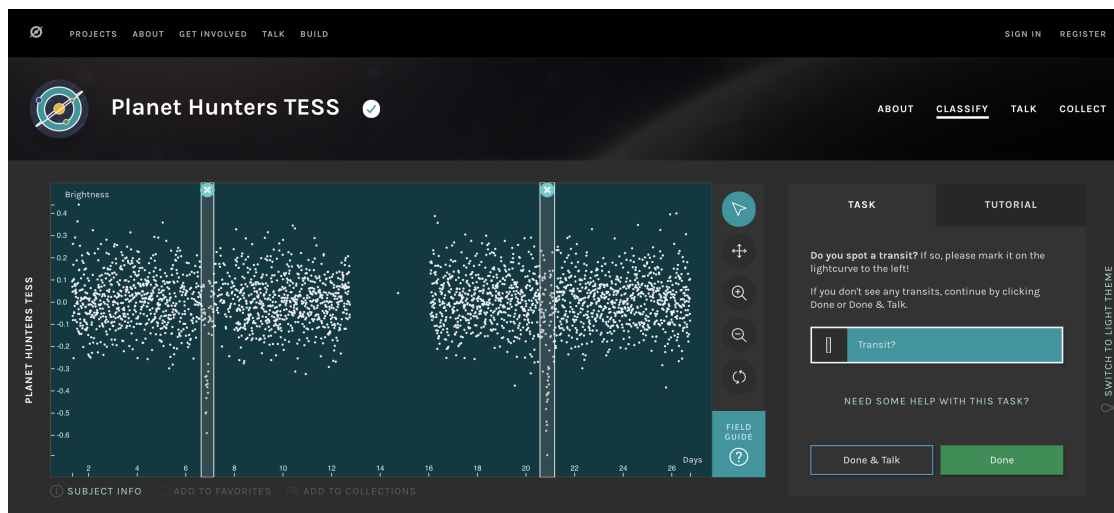 PROJECTS ABOUT GET INVOLVED TALK BUILD SIGN IN REGISTER
Planet Hunters TESS
ABOUT CLASSIFY TALK COLLECT
PLANET HUNTERS TESS
Brightness
0.4
0.3
0.2
0.1
0.0
-0.1
-0.2
-0.3
-0.4
-0.5
-0.6
2 4 6 8 10 12 14 16 18 20 22 24 26
Days
FIELD
GUIDE
?
SUBJECT INFO ADD TO FAVORITES ADD TO COLLECTIONS
TASK TUTORIAL
Do you spot a transit? If so, please mark it on the
lightcurve to the left!
If you don't see any transits, continue by clicking
Done or Done & Talk.
Transit?
NEED SOME HELP WITH THIS TASK?
Done & Talk Done
SWITCH TO LIGHT THEME